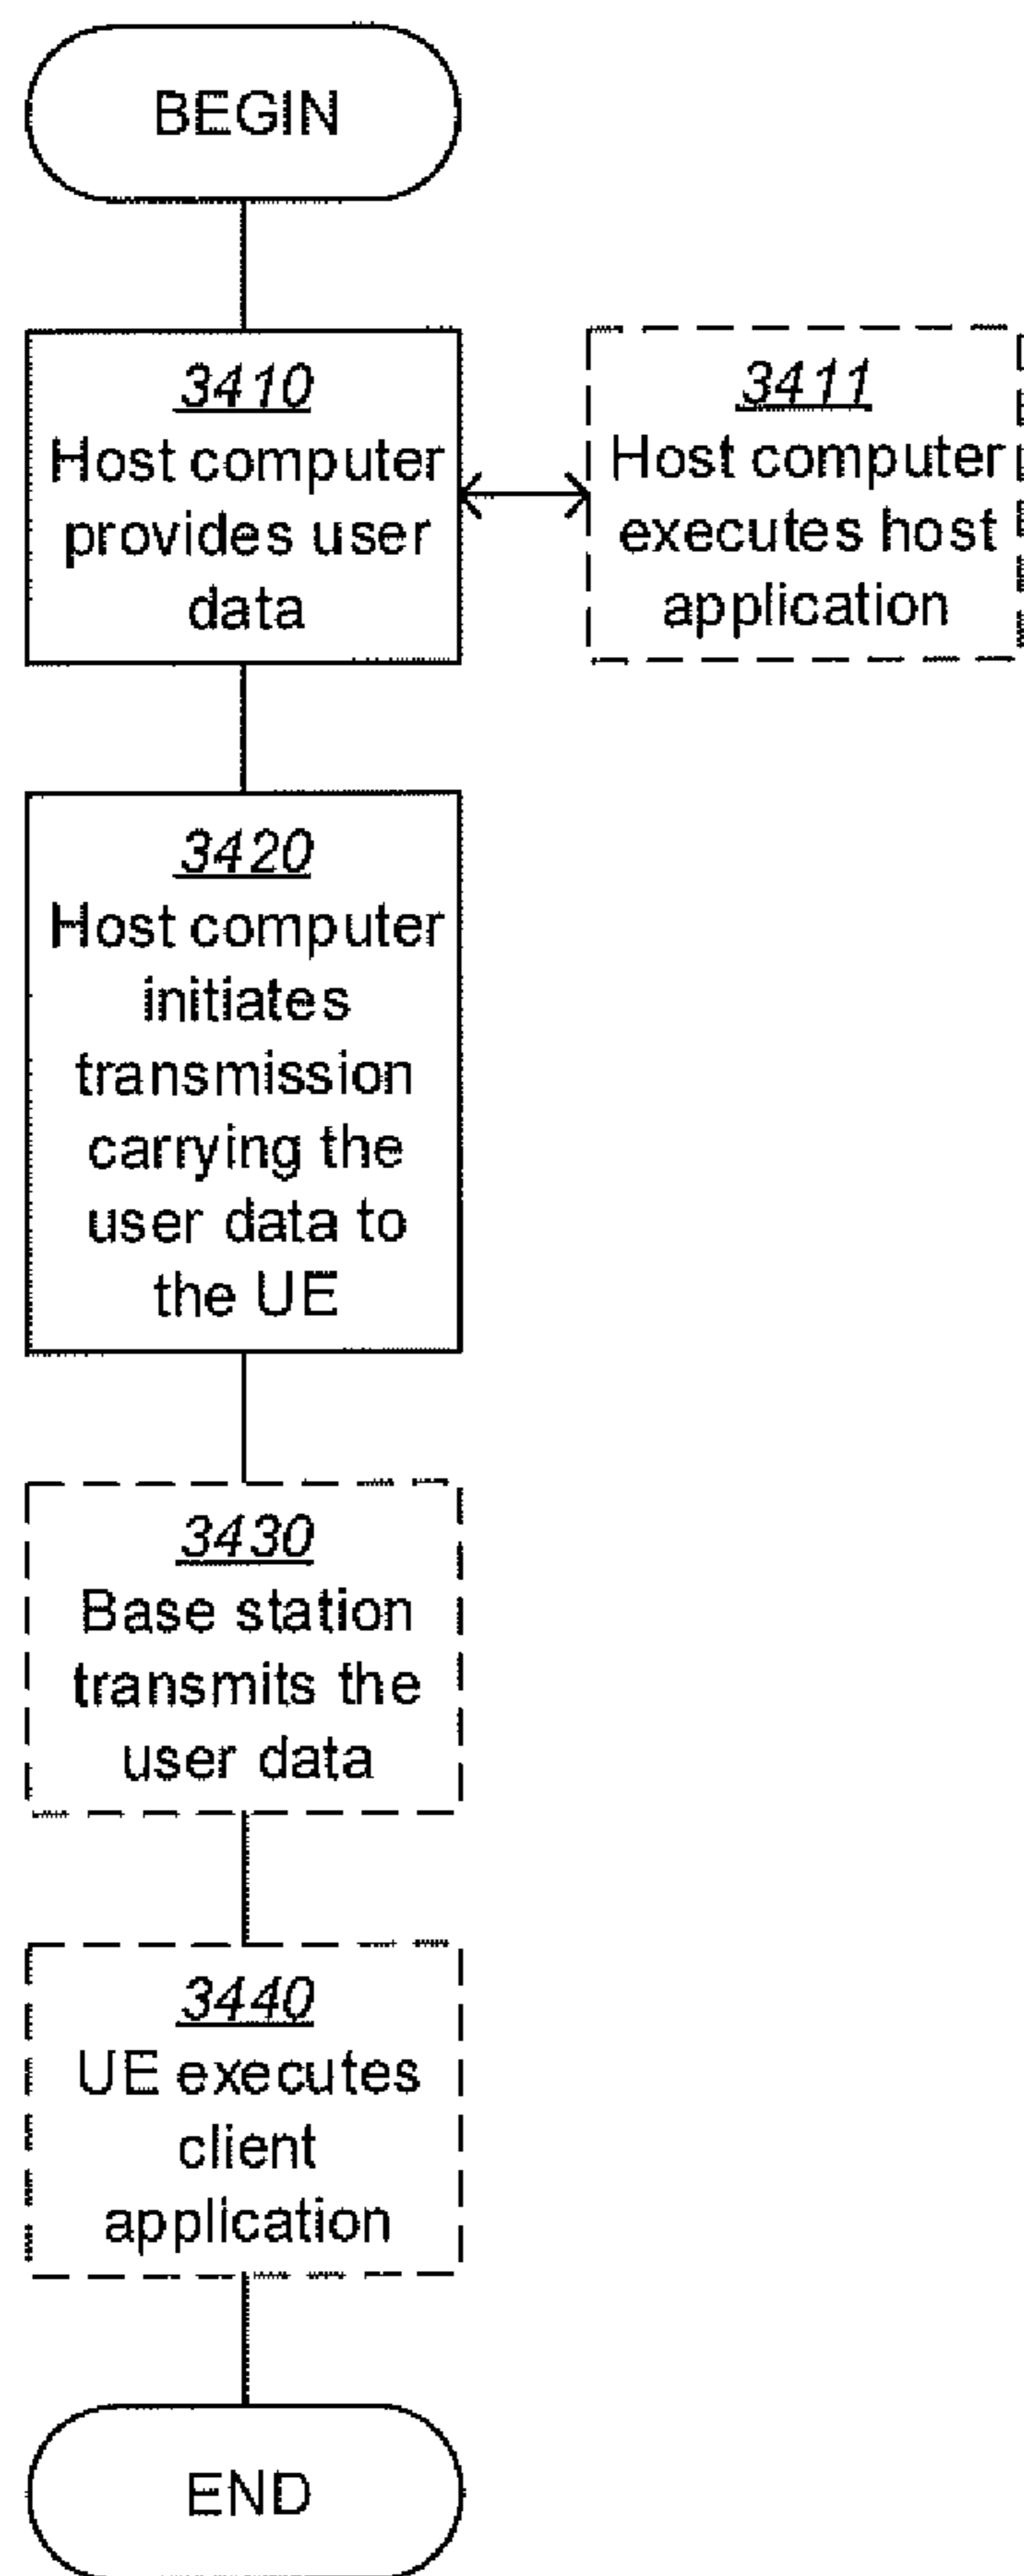 BEGIN
3410
Host computer
provides user
data
3411
Host computer
executes host
application
3420
Host computer
initiates
transmission
carrying the
user data to
the UE
3430
Base station
transmits the
user data
3440
UE executes
client
application
END